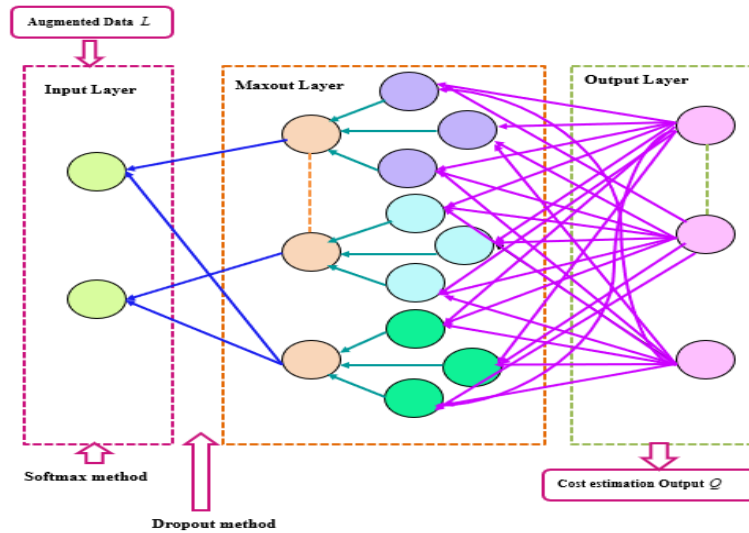 Augmented Data L
Input Layer
Maxout Layer
Output Layer
Softmax method
Dropout method
Cost estimation Output Q